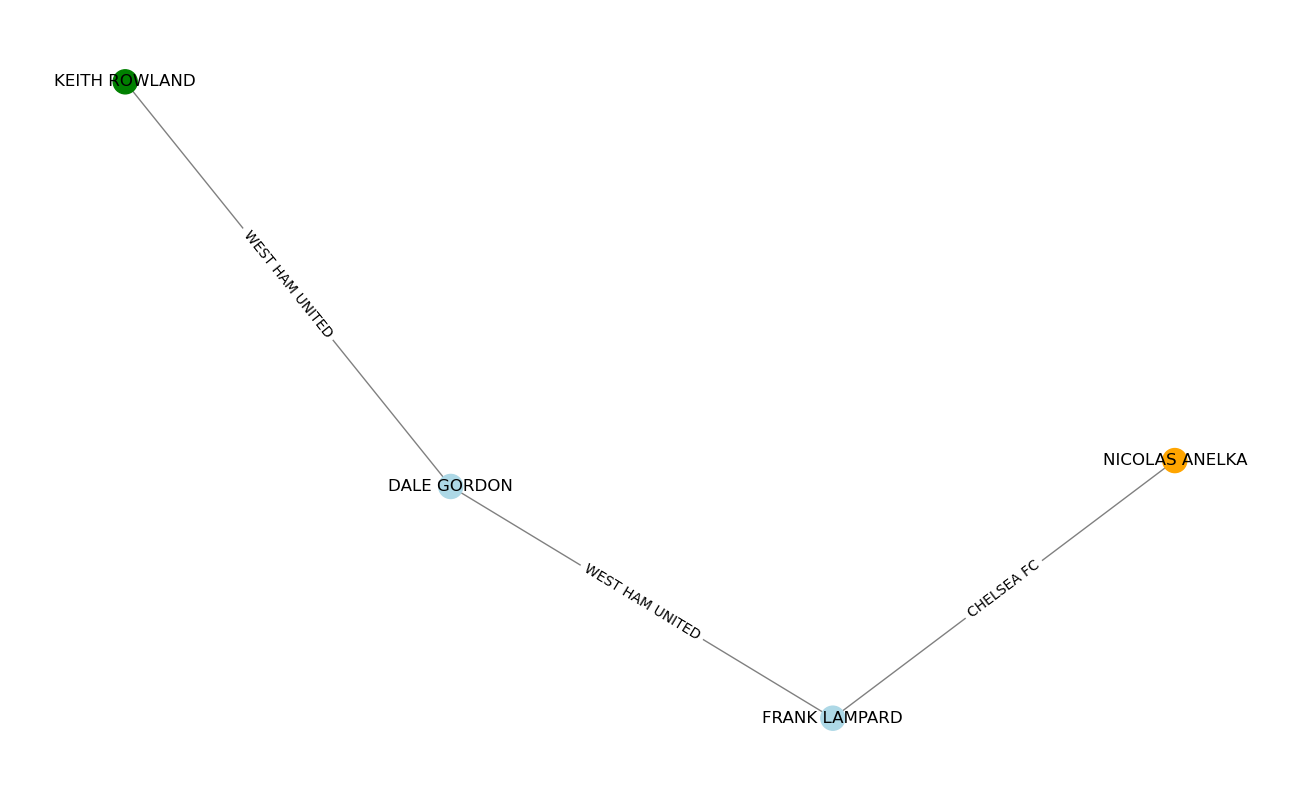 KEITH ROWLAND
WEST HAM UNITED
DALE GORDON
NICOLAS ANELKA
WEST HAM UNITED
CHELSEA FC
FRANK LAMPARD